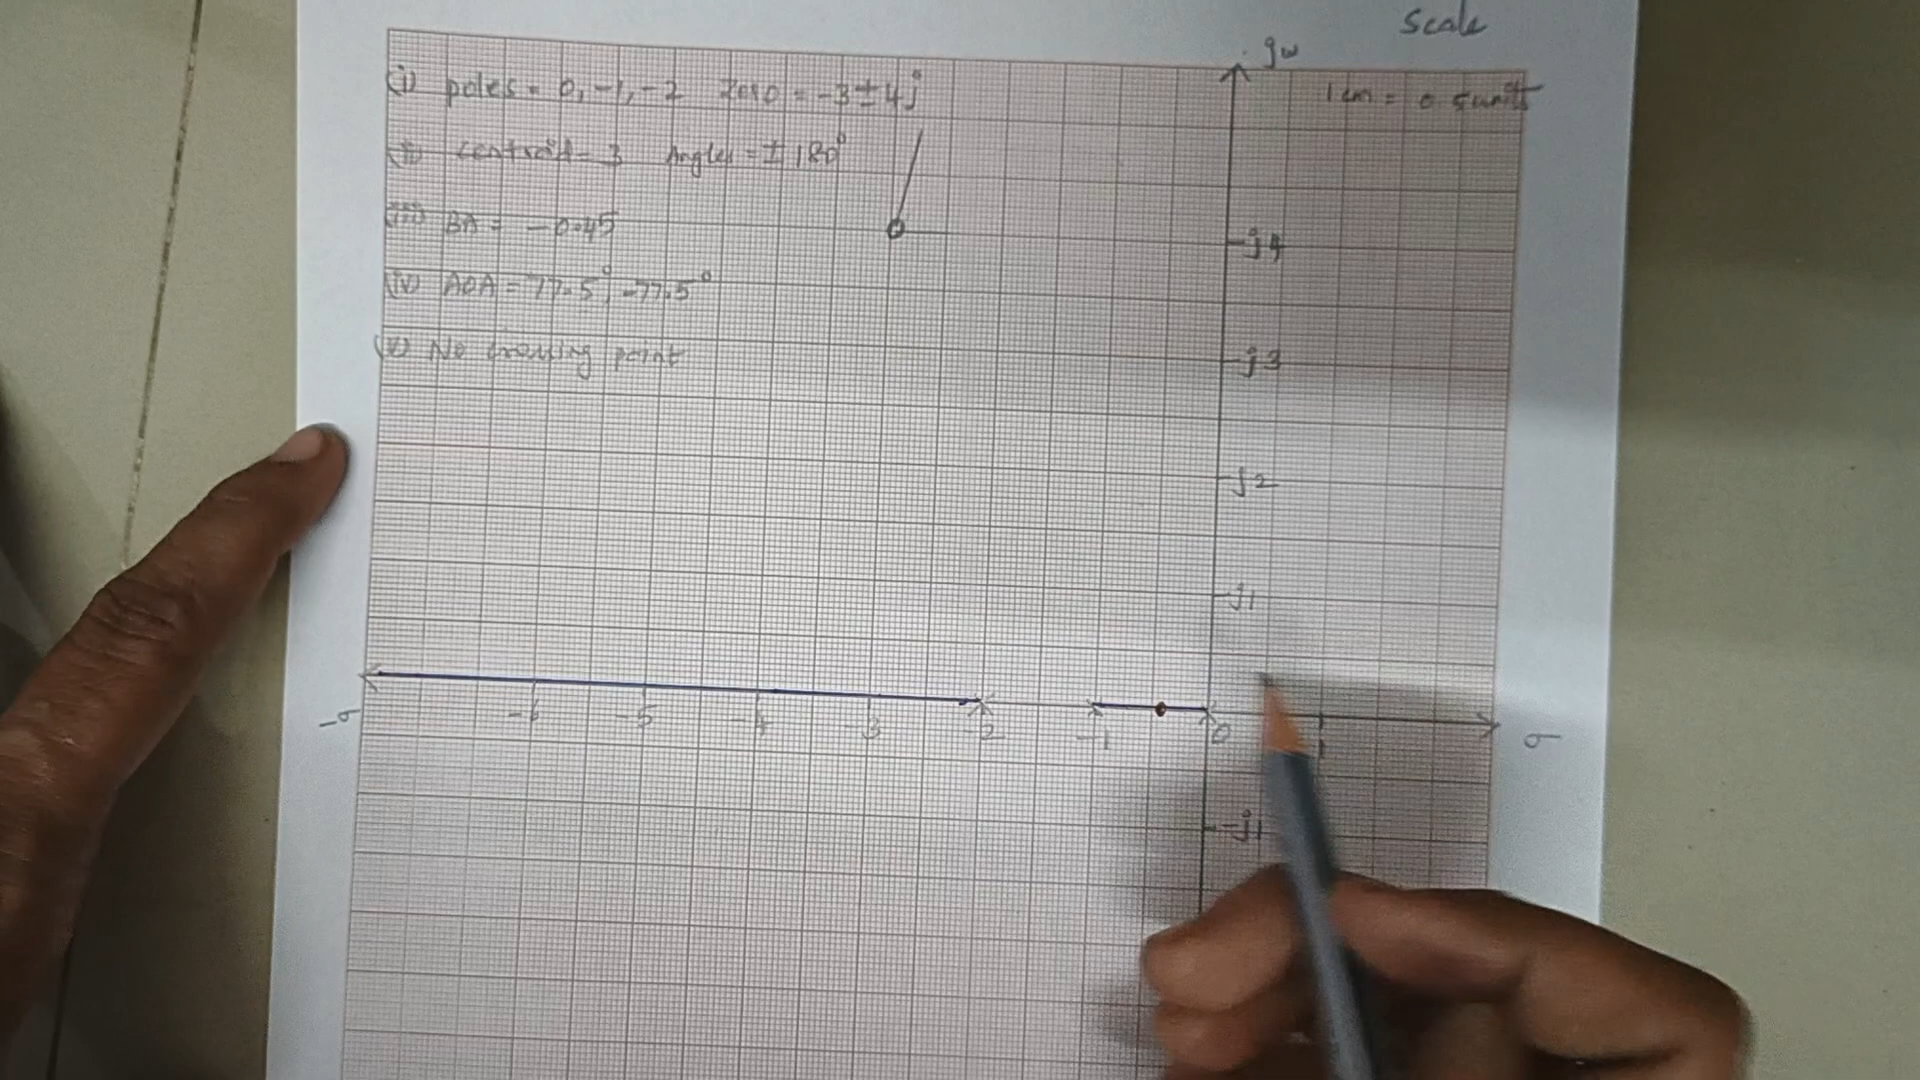 Scale
jω
1 cm = 0.5units
(i) poles = 0, -1, -2 Zero = -3 ± 4j
(ii) centroid = 3 Angles = ± 180°
(iii) BA = -0.45
(iv) AOA = 77.5°, -77.5°
(v) No crossing point
j4
j3
j2
j1
-σ -6 -5 -4 -3 -2 -1 0 1 σ
-j1